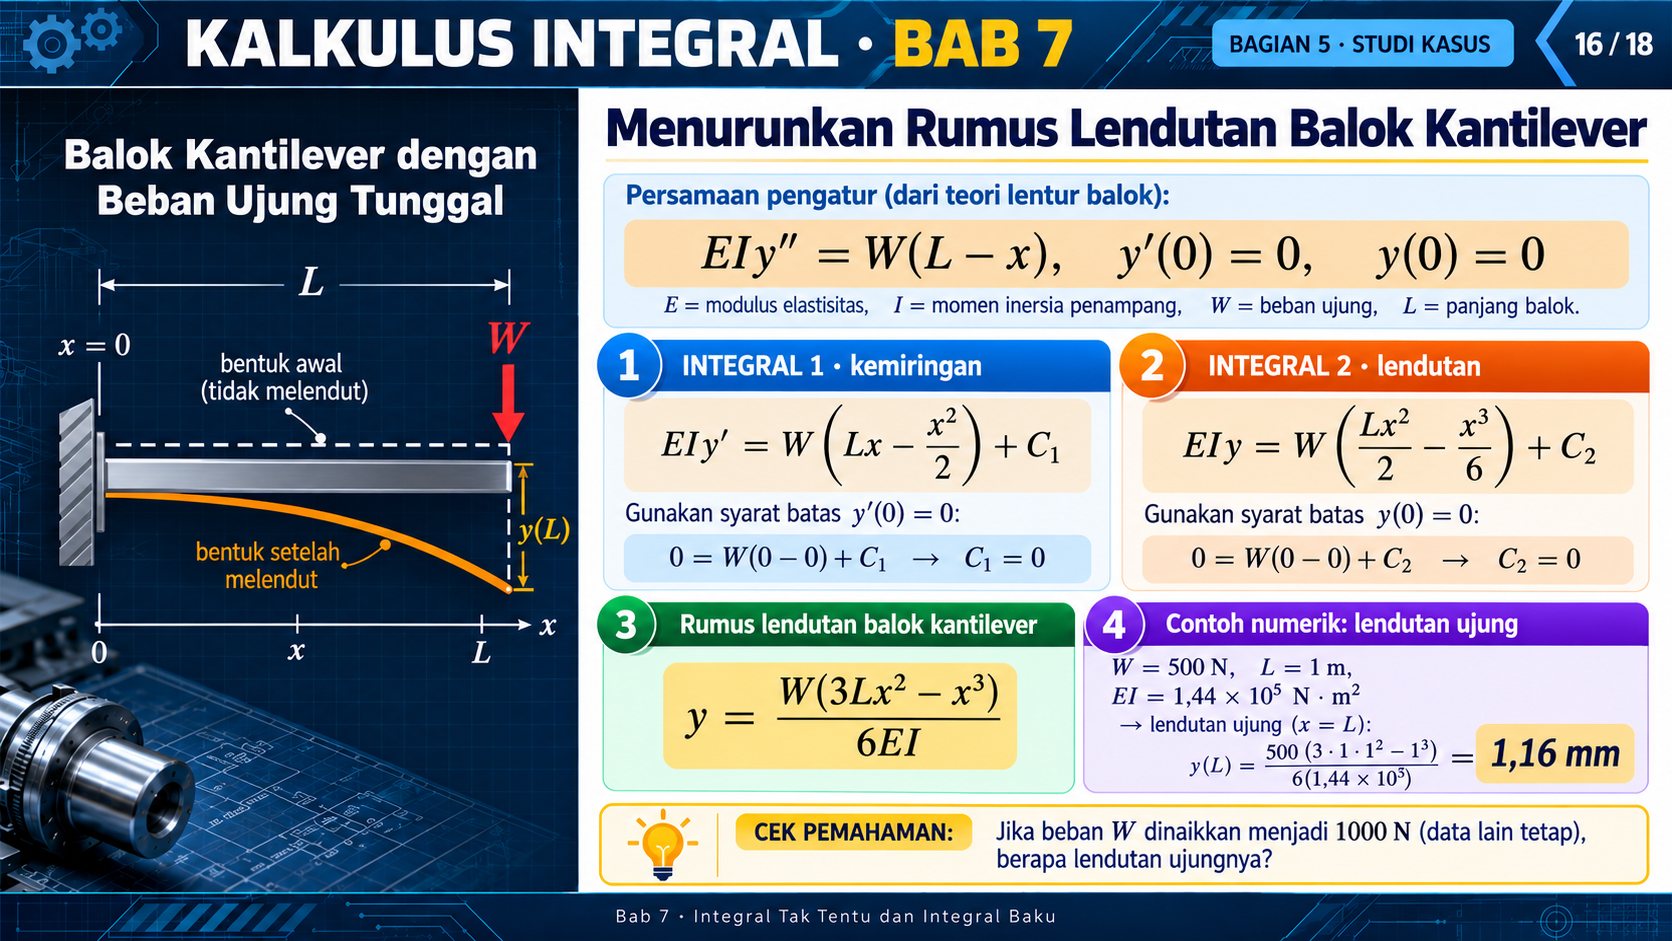 KALKULUS INTEGRAL • BAB 7
BAGIAN 5 • STUDI KASUS
16 / 18
Balok Kantilever dengan
Beban Ujung Tunggal
L
x = 0
W
bentuk awal
(tidak melendut)
y(L)
bentuk setelah
melendut
0
x
L
x
Menurunkan Rumus Lendutan Balok Kantilever
Persamaan pengatur (dari teori lentur balok):
EIy″ = W(L − x), y′(0) = 0, y(0) = 0
E = modulus elastisitas, I = momen inersia penampang, W = beban ujung, L = panjang balok.
1 INTEGRAL 1 • kemiringan
EIy′ = W(Lx − x²/2) + C₁
Gunakan syarat batas y′(0) = 0:
0 = W(0 − 0) + C₁ → C₁ = 0
2 INTEGRAL 2 • lendutan
EIy = W(Lx²/2 − x³/6) + C₂
Gunakan syarat batas y(0) = 0:
0 = W(0 − 0) + C₂ → C₂ = 0
3 Rumus lendutan balok kantilever
y = W(3Lx² − x³)/6EI
4 Contoh numerik: lendutan ujung
W = 500 N, L = 1 m,
EI = 1,44 × 10⁵ N · m²
→ lendutan ujung (x = L):
y(L) = 500 (3 · 1 · 1² − 1³)/6(1,44 × 10⁵) = 1,16 mm
CEK PEMAHAMAN:
Jika beban W dinaikkan menjadi 1000 N (data lain tetap),
berapa lendutan ujungnya?
Bab 7 • Integral Tak Tentu dan Integral Baku